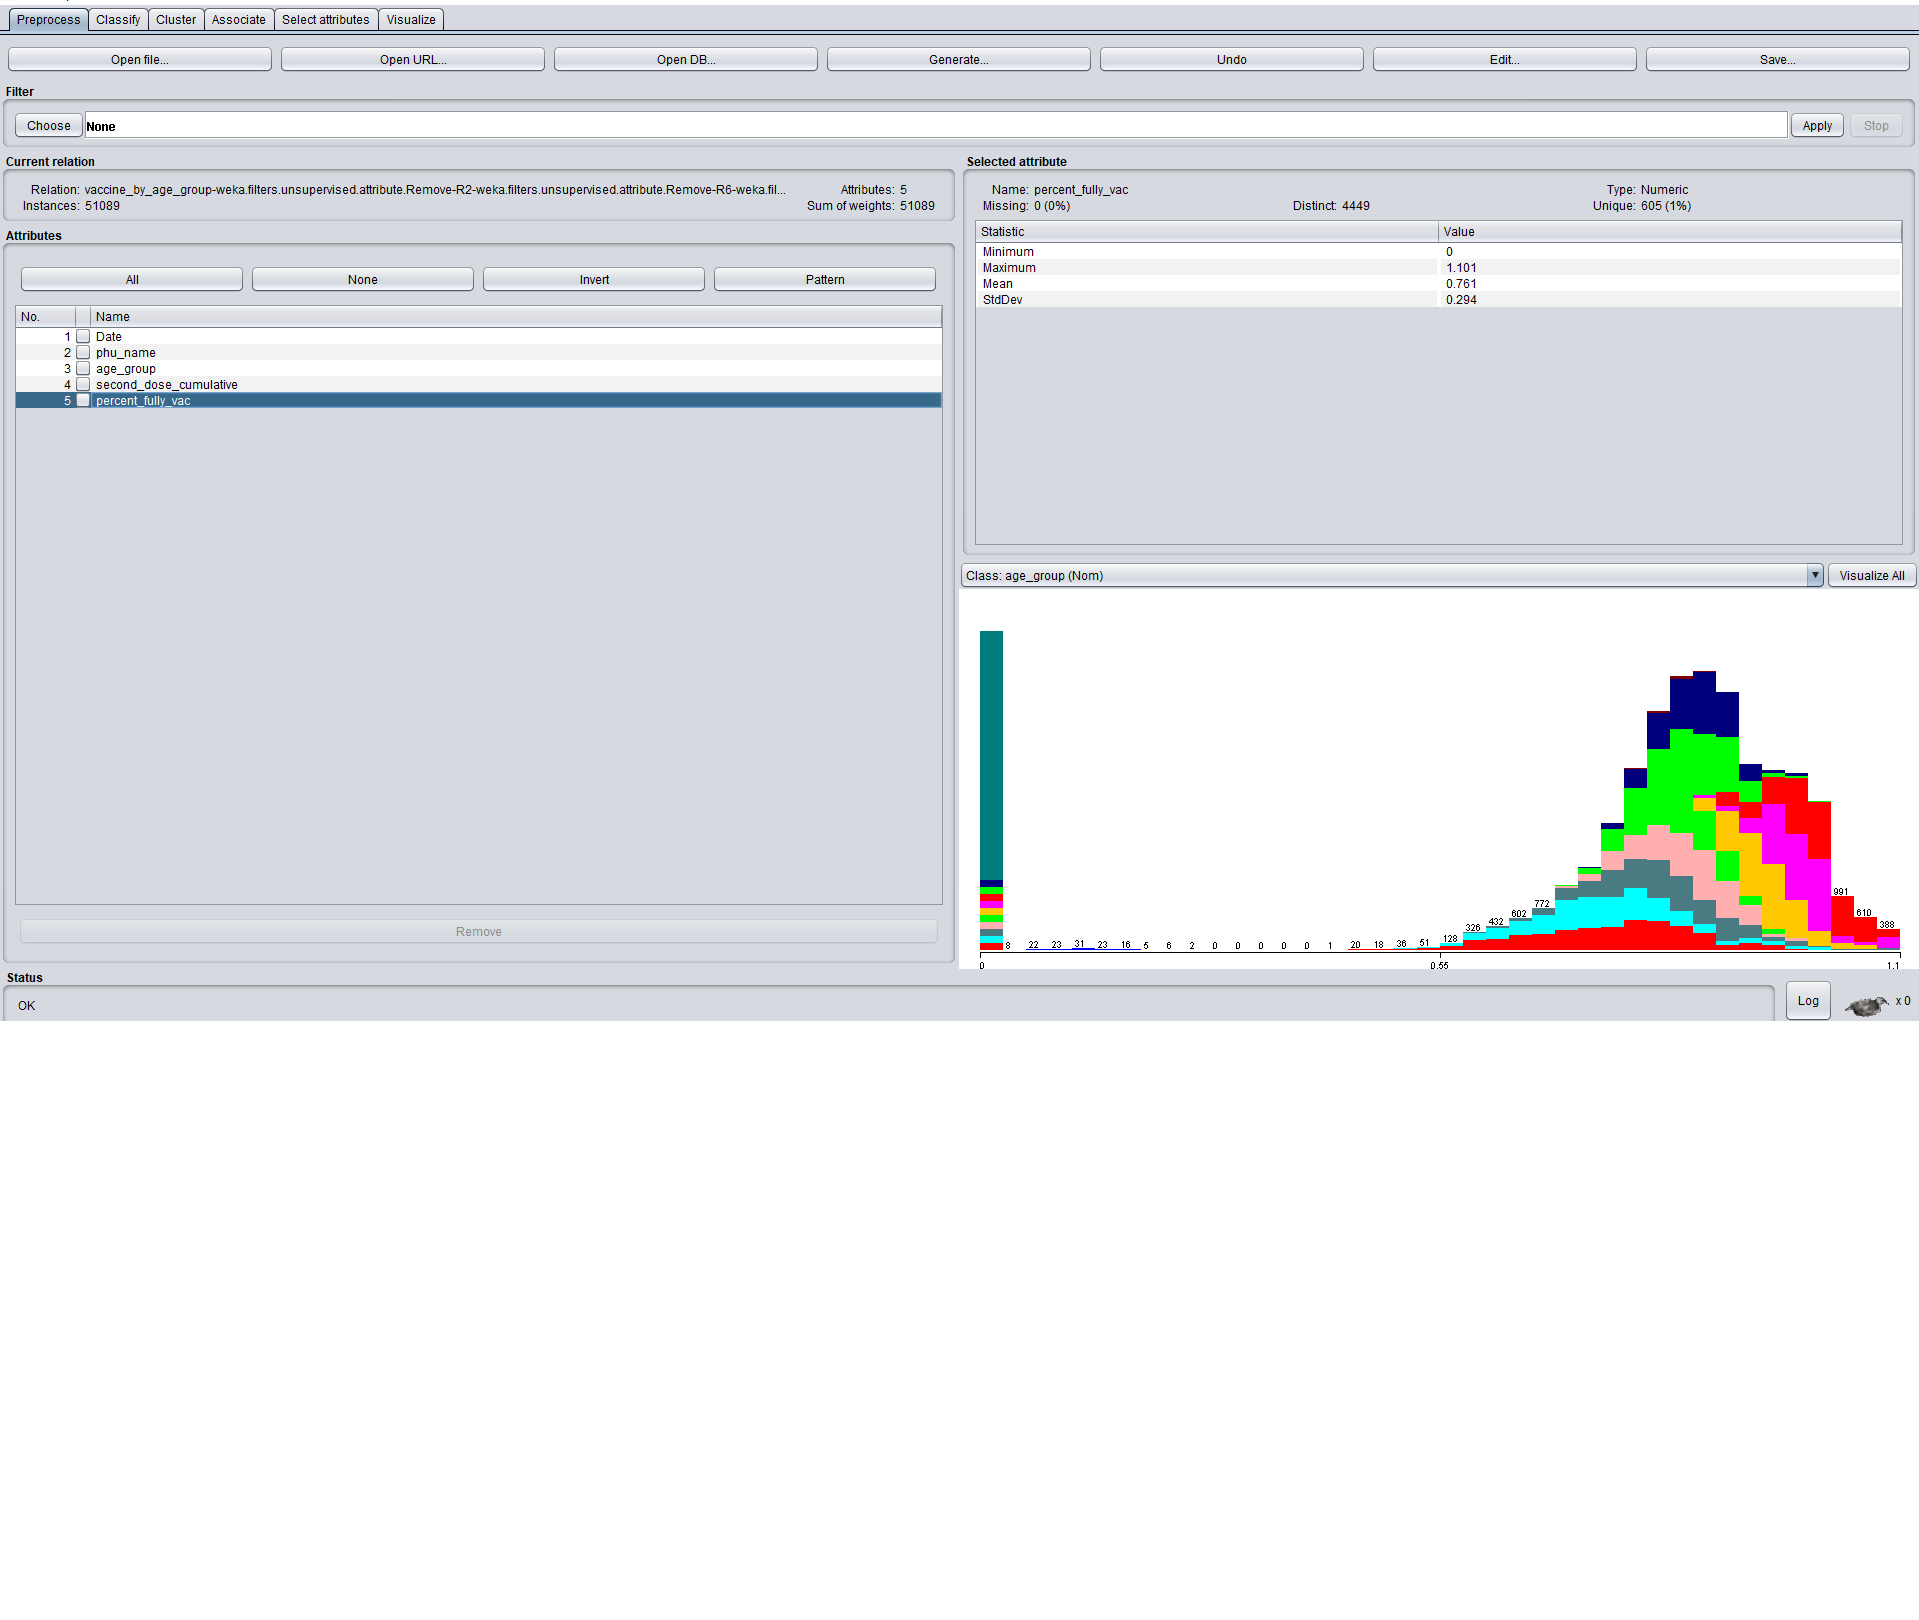 Preprocess Classify Cluster Associate Select attributes Visualize
Open file... Open URL... Open DB... Generate... Undo Edit... Save...
Filter
Choose None Apply Stop
Current relation
Relation: vaccine_by_age_group-weka.filters.unsupervised.attribute.Remove-R2-weka.filters.unsupervised.attribute.Remove-R6-weka.fil... Attributes: 5
Instances: 51089 Sum of weights: 51089
Attributes
All None Invert Pattern
No. Name
1 Date
2 phu_name
3 age_group
4 second_dose_cumulative
5 percent_fully_vac
Remove
Selected attribute
Name: percent_fully_vac Type: Numeric
Missing: 0 (0%) Distinct: 4449 Unique: 605 (1%)
Statistic Value
Minimum 0
Maximum 1.101
Mean 0.761
StdDev 0.294
Class: age_group (Nom) Visualize All
8 22 23 31 23 16 5 6 2 0 0 0 0 0 1 20 18 36 51 128 326 432 602 772 991 610 388
0 0.55 1.1
Status
OK
Log x 0